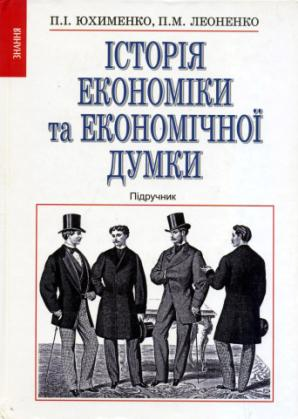 ЗНАННЯ
П.І. ЮХИМЕНКО, П.М. ЛЕОНЕНКО
ІСТОРІЯ
ЕКОНОМІКИ
та ЕКОНОМІЧНОЇ
ДУМКИ
Підручник